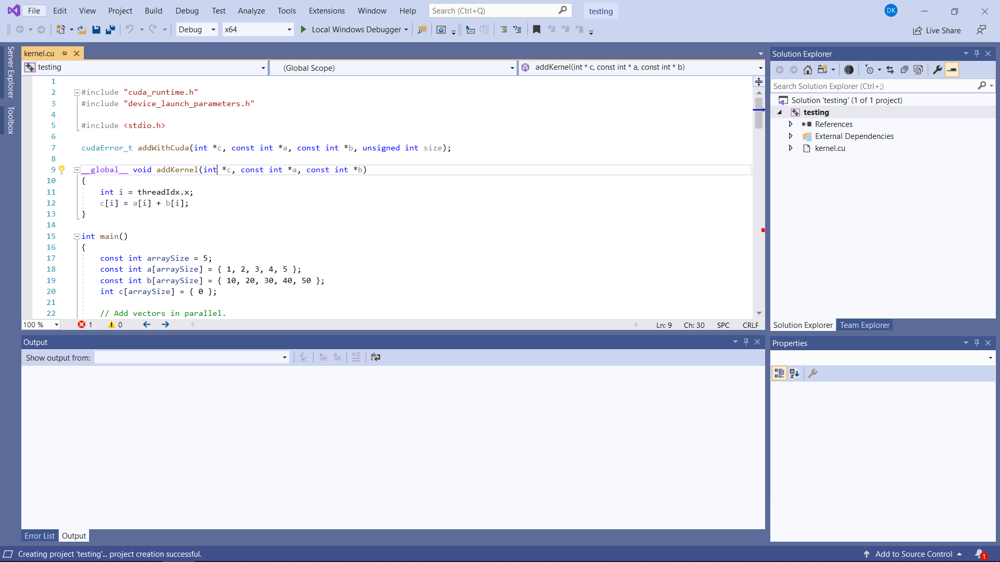 File Edit View Project Build Debug Test Analyze Tools Extensions Window Help Search (Ctrl+Q) testing DK
Debug x64 Local Windows Debugger Live Share
Server Explorer
Toolbox
kernel.cu
testing (Global Scope) addKernel(int * c, const int * a, const int * b)
1
2 #include "cuda_runtime.h"
3 #include "device_launch_parameters.h"
4
5 #include <stdio.h>
6
7 cudaError_t addWithCuda(int *c, const int *a, const int *b, unsigned int size);
8
9 __global__ void addKernel(int *c, const int *a, const int *b)
10 {
11 int i = threadIdx.x;
12 c[i] = a[i] + b[i];
13 }
14
15 int main()
16 {
17 const int arraySize = 5;
18 const int a[arraySize] = { 1, 2, 3, 4, 5 };
19 const int b[arraySize] = { 10, 20, 30, 40, 50 };
20 int c[arraySize] = { 0 };
21
22 // Add vectors in parallel.
100 % 1 0 Ln: 9 Ch: 30 SPC CRLF
Output
Show output from:
Error List Output
Solution Explorer
Search Solution Explorer (Ctrl+;)
Solution 'testing' (1 of 1 project)
testing
References
External Dependencies
kernel.cu
Solution Explorer Team Explorer
Properties
Creating project 'testing'... project creation successful. Add to Source Control 1